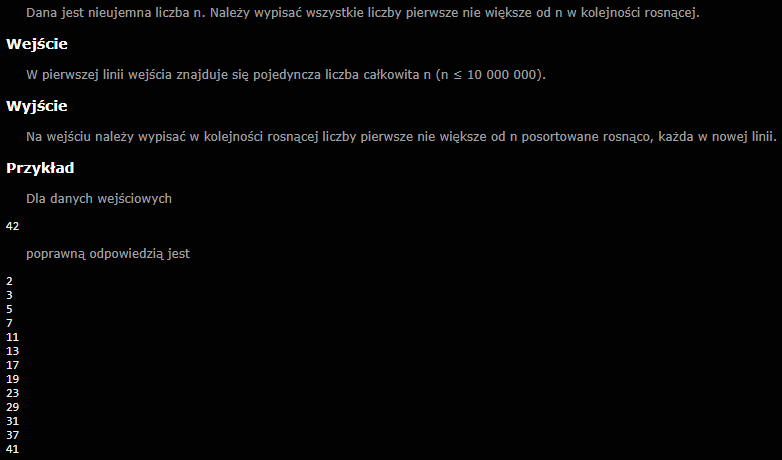 Dana jest nieujemna liczba n. Należy wypisać wszystkie liczby pierwsze nie większe od n w kolejności rosnącej.
Wejście
W pierwszej linii wejścia znajduje się pojedyncza liczba całkowita n (n ≤ 10 000 000).
Wyjście
Na wejściu należy wypisać w kolejności rosnącej liczby pierwsze nie większe od n posortowane rosnąco, każda w nowej linii.
Przykład
Dla danych wejściowych
42
poprawną odpowiedzią jest
2
3
5
7
11
13
17
19
23
29
31
37
41